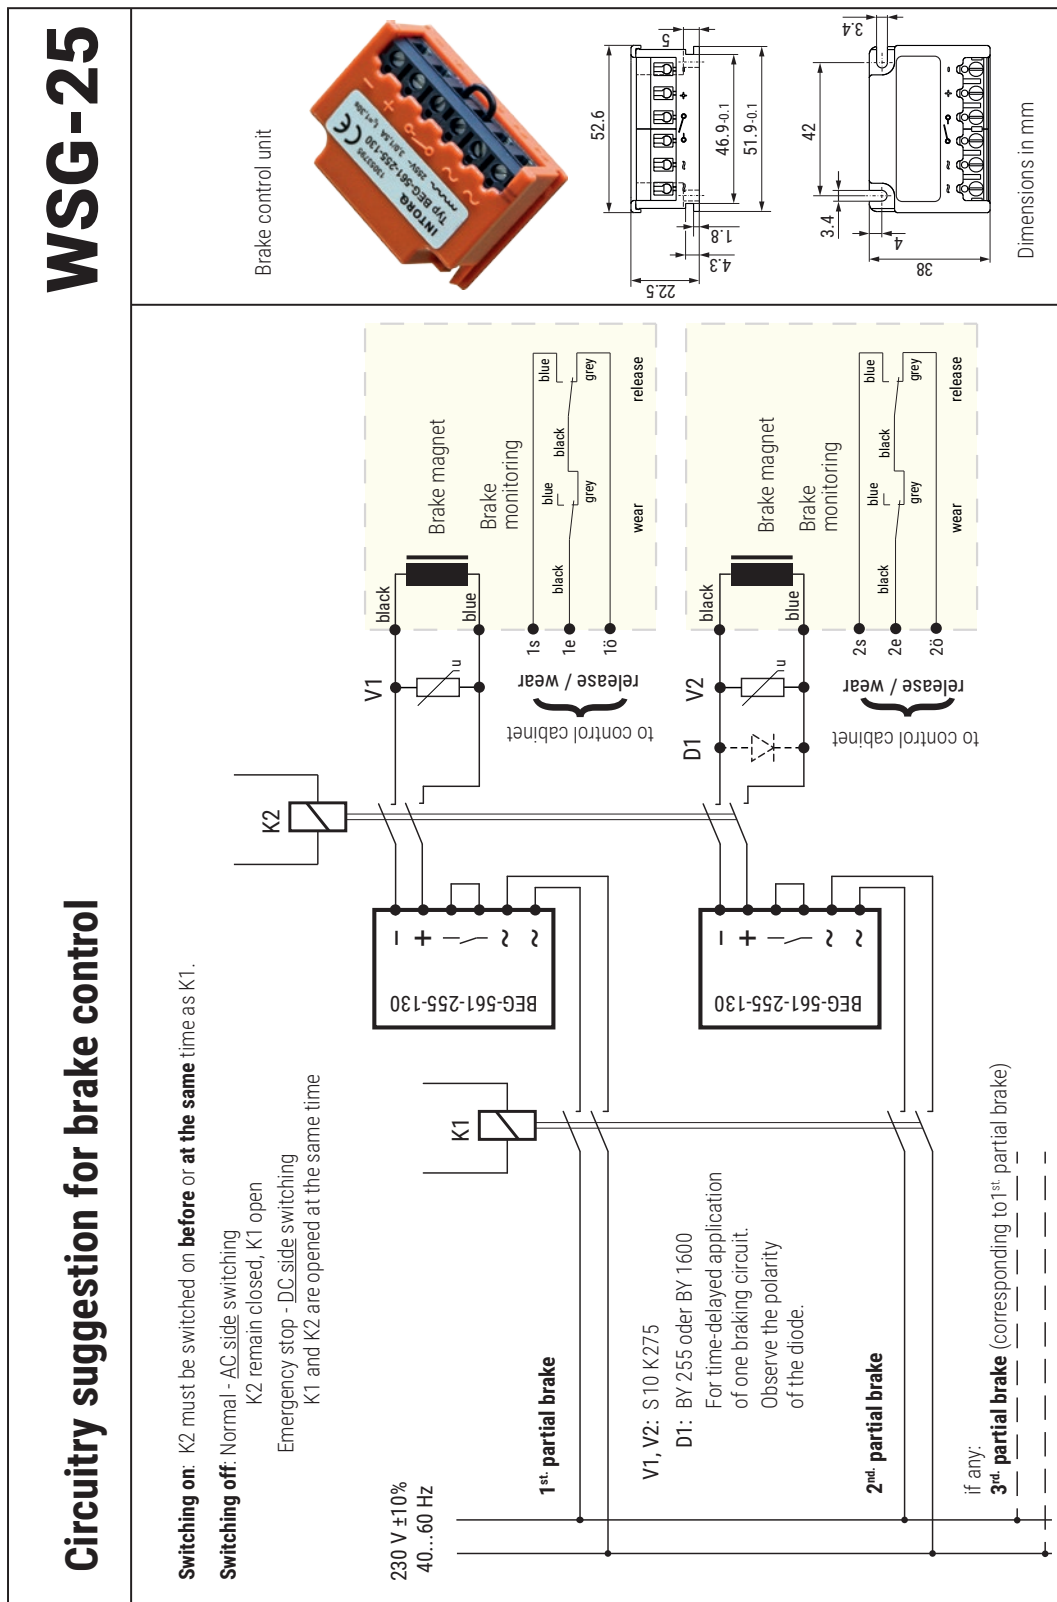 Circuitry suggestion for brake control
WSG-25
Switching on: K2 must be switched on before or at the same time as K1.
Switching off: Normal - AC side switching
K2 remain closed, K1 open
Emergency stop - DC side switching
K1 and K2 are opened at the same time
230 V ±10%
40...60 Hz
K1
K2
1st. partial brake
BEG-561-255-130
−
+
~
~
V1
u
black
blue
Brake magnet
Brake
monitoring
1s
1e
1ö
release / wear
to control cabinet
black
blue
grey
black
blue
grey
wear
release
V1, V2: S10 K275
D1: BY 255 oder BY 1600
For time-delayed application
of one braking circuit.
Observe the polarity
of the diode.
2nd. partial brake
BEG-561-255-130
−
+
~
~
D1
V2
u
black
blue
Brake magnet
Brake
monitoring
2s
2e
2ö
release / wear
to control cabinet
black
blue
grey
black
blue
grey
wear
release
if any:
3rd. partial brake (corresponding to1st. partial brake)
Brake control unit
INTORQ
Typ BEG-561-255-130
CE
− + ~ ~
52.6
5
46.9-0.1
51.9-0.1
1.8
4.3
22.5
+
~
~
3.4
42
3.4
4
38
-
+
~
~
Dimensions in mm